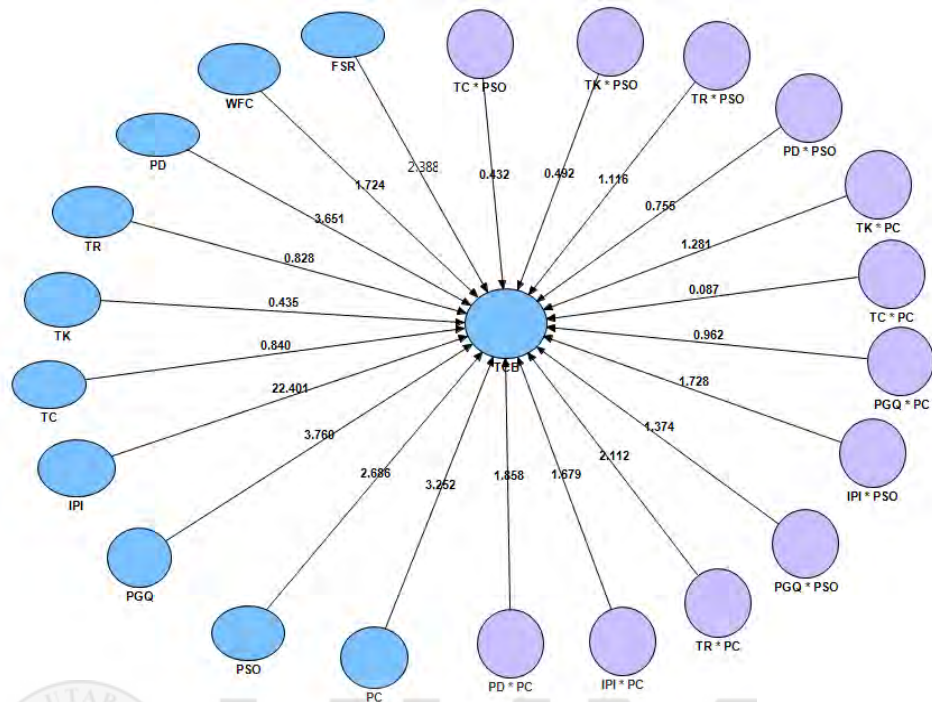 FSR
TC * PSO
TK * PSO
TR * PSO
WFC
PD * PSO
PD
TK * PC
TR
TC * PC
TK
PGQ * PC
TC
IPI * PSO
IPI
PGQ * PSO
PGQ
TR * PC
PSO
IPI * PC
PD * PC
PC
TCB
2.388
0.432
0.492
1.116
1.724
0.755
3.651
1.281
0.828
0.087
0.435
0.962
0.840
1.728
22.401
1.374
3.760
2.112
2.686
1.679
3.252
1.858
UTAR